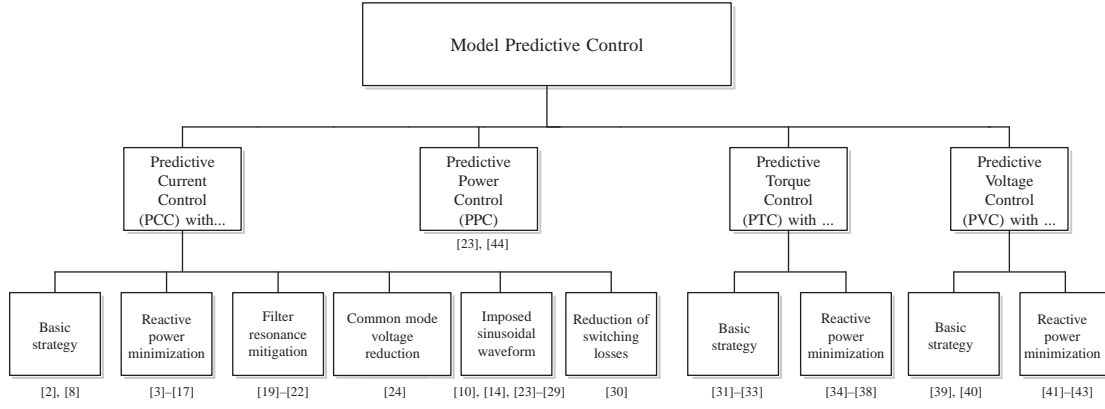 Model Predictive Control
Predictive
Current
Control
(PCC) with...
Predictive
Power
Control
(PPC)
[23], [44]
Predictive
Torque
Control
(PTC) with ...
Predictive
Voltage
Control
(PVC) with ...
Basic
strategy
[2], [8]
Reactive
power
minimization
[3]–[17]
Filter
resonance
mitigation
[19]–[22]
Common mode
voltage
reduction
[24]
Imposed
sinusoidal
waveform
[10], [14], [23]–[29]
Reduction of
switching
losses
[30]
Basic
strategy
[31]–[33]
Reactive
power
minimization
[34]–[38]
Basic
strategy
[39], [40]
Reactive
power
minimization
[41]–[43]